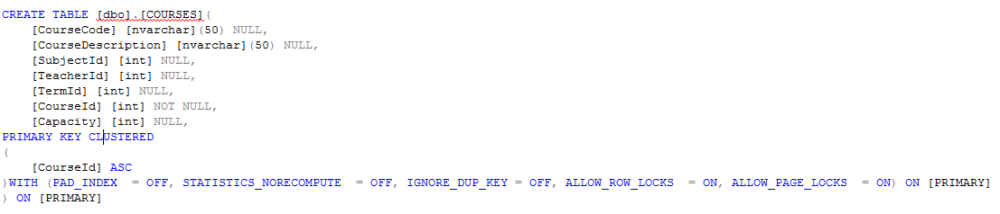 CREATE TABLE [dbo].[COURSES](
[CourseCode] [nvarchar](50) NULL,
[CourseDescription] [nvarchar](50) NULL,
[SubjectId] [int] NULL,
[TeacherId] [int] NULL,
[TermId] [int] NULL,
[CourseId] [int] NOT NULL,
[Capacity] [int] NULL,
PRIMARY KEY CLUSTERED
(
[CourseId] ASC
)WITH (PAD_INDEX  = OFF, STATISTICS_NORECOMPUTE  = OFF, IGNORE_DUP_KEY = OFF, ALLOW_ROW_LOCKS  = ON, ALLOW_PAGE_LOCKS  = ON) ON [PRIMARY]
) ON [PRIMARY]